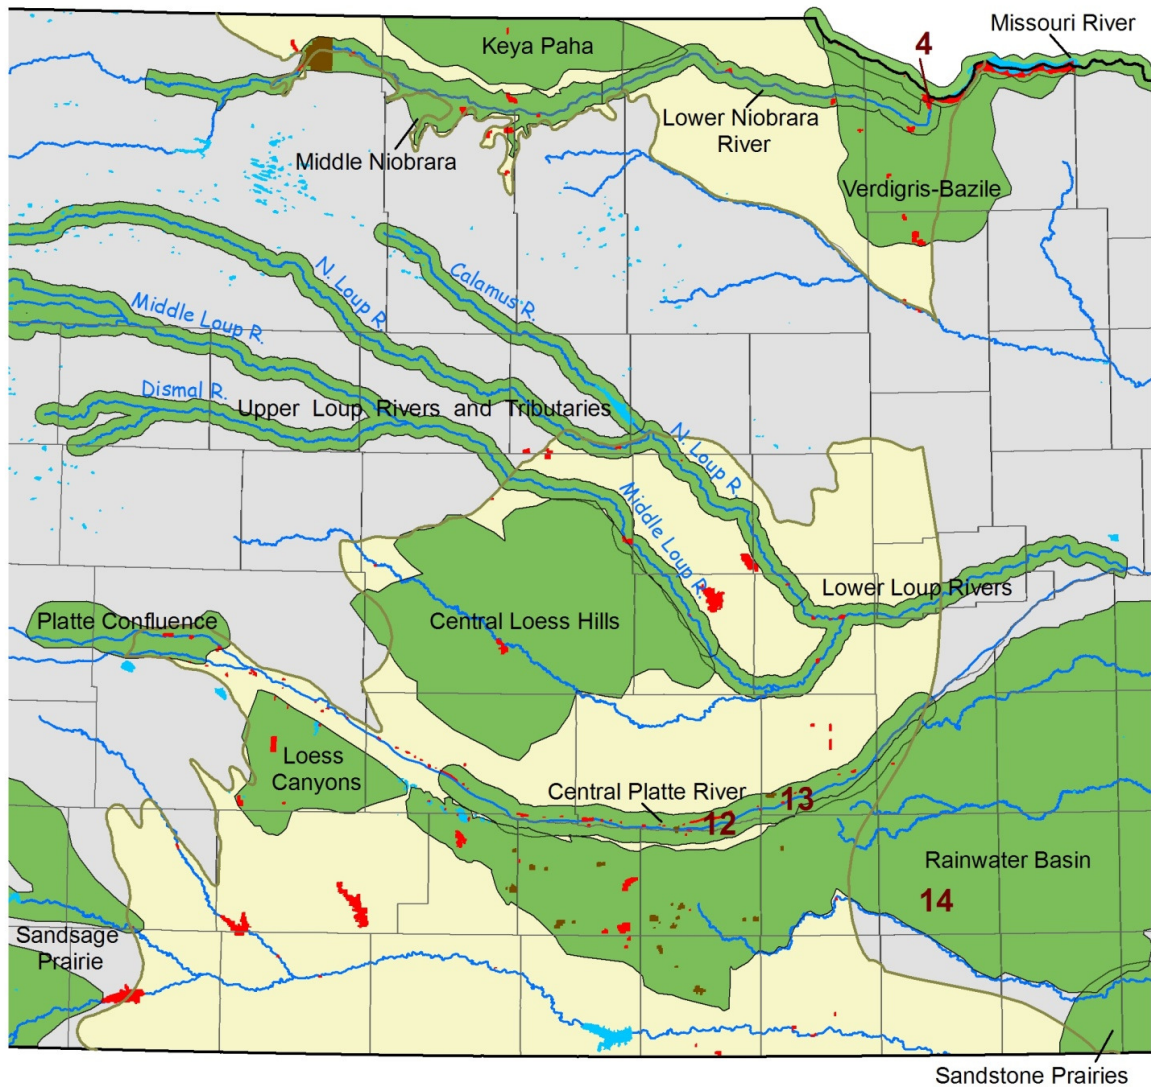 Missouri River
4
Keya Paha
Lower Niobrara
River
Middle Niobrara
Verdigris-Bazile
N. Loup R.
Calamus R.
Middle Loup R.
Dismal R.
Upper Loup Rivers and Tributaries
N. Loup R.
Middle Loup R.
Lower Loup Rivers
Platte Confluence
Central Loess Hills
Loess
Canyons
Central Platte River
13
12
Rainwater Basin
14
Sandsage
Prairie
Sandstone Prairies